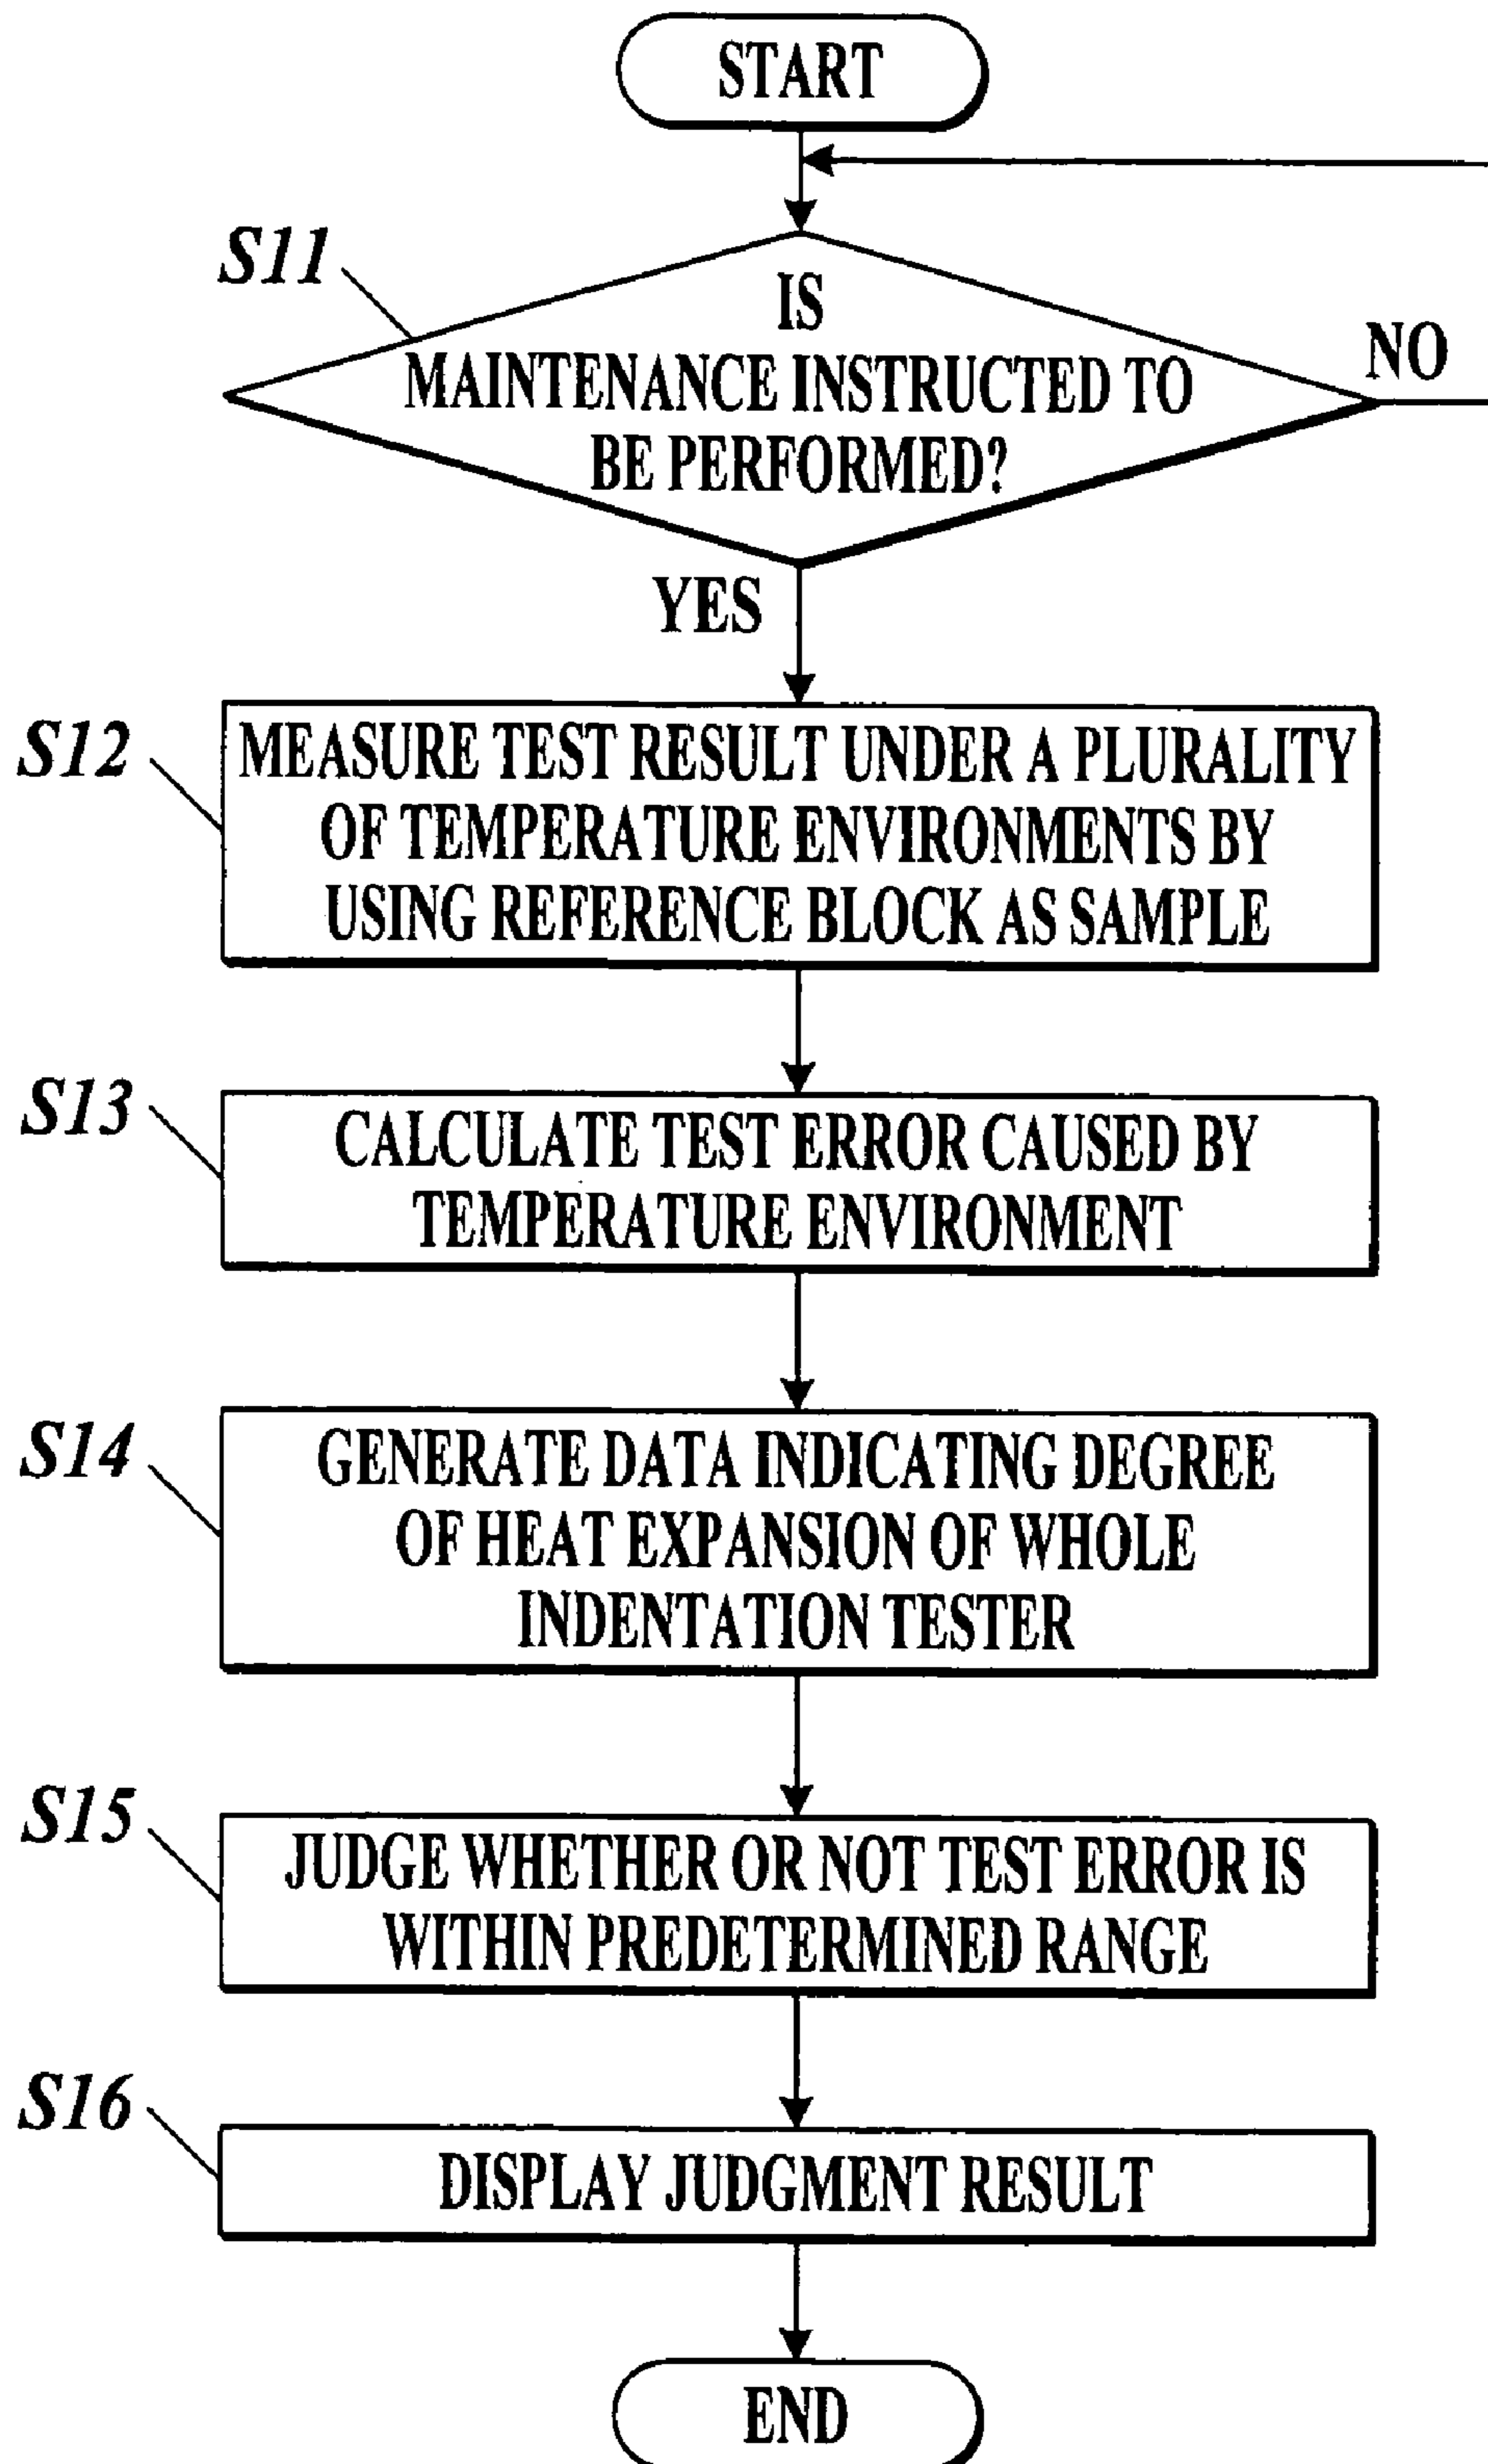 START
S11
IS
MAINTENANCE INSTRUCTED TO
BE PERFORMED?
NO
YES
S12
MEASURE TEST RESULT UNDER A PLURALITY
OF TEMPERATURE ENVIRONMENTS BY
USING REFERENCE BLOCK AS SAMPLE
S13
CALCULATE TEST ERROR CAUSED BY
TEMPERATURE ENVIRONMENT
S14
GENERATE DATA INDICATING DEGREE
OF HEAT EXPANSION OF WHOLE
INDENTATION TESTER
S15
JUDGE WHETHER OR NOT TEST ERROR IS
WITHIN PREDETERMINED RANGE
S16
DISPLAY JUDGMENT RESULT
END